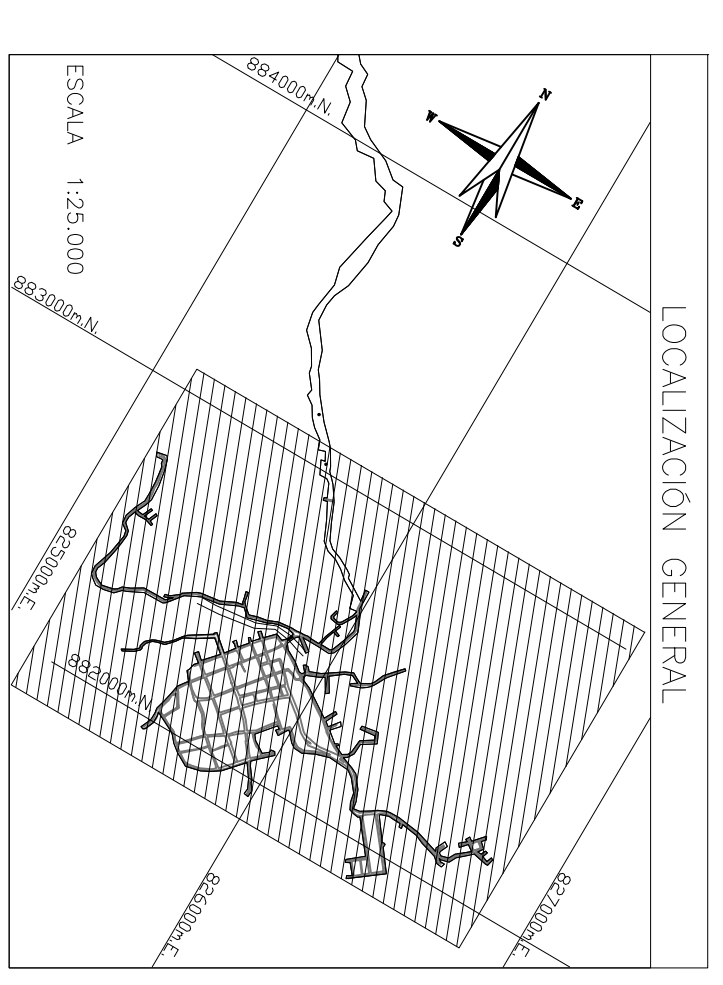 LOCALIZACIÓN GENERAL
N
E
W
S
884000m.N.
883000m.N.
882000m.N.
825000m.E.
826000m.E.
827000m.E.
ESCALA 1:25.000